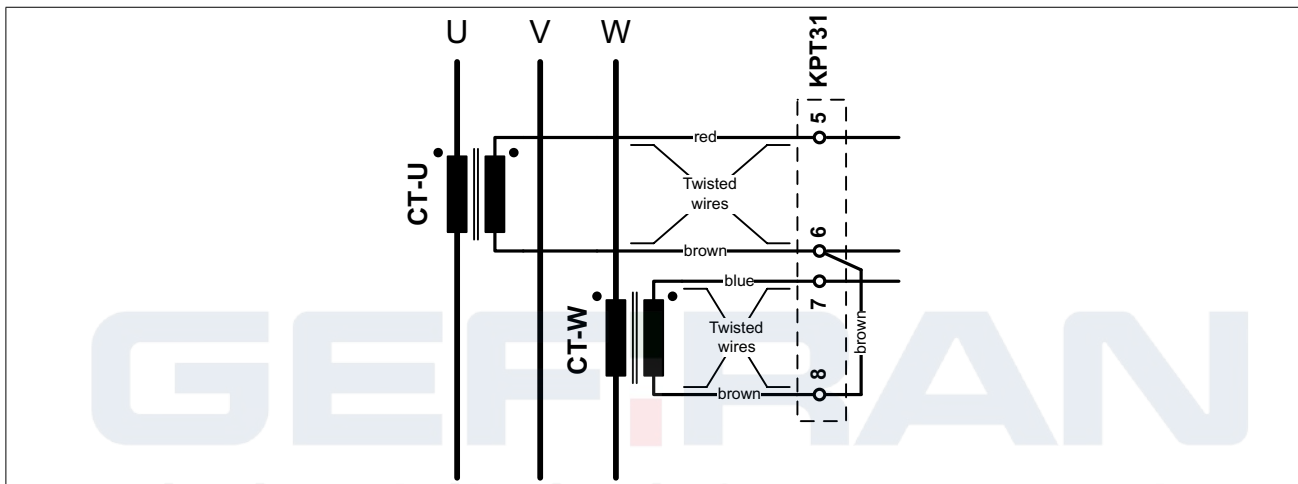 U V W
KPT31
5
red
CT-U
Twisted
wires
6
brown
blue
7
CT-W
Twisted
wires
brown
8
brown
GEFRAN